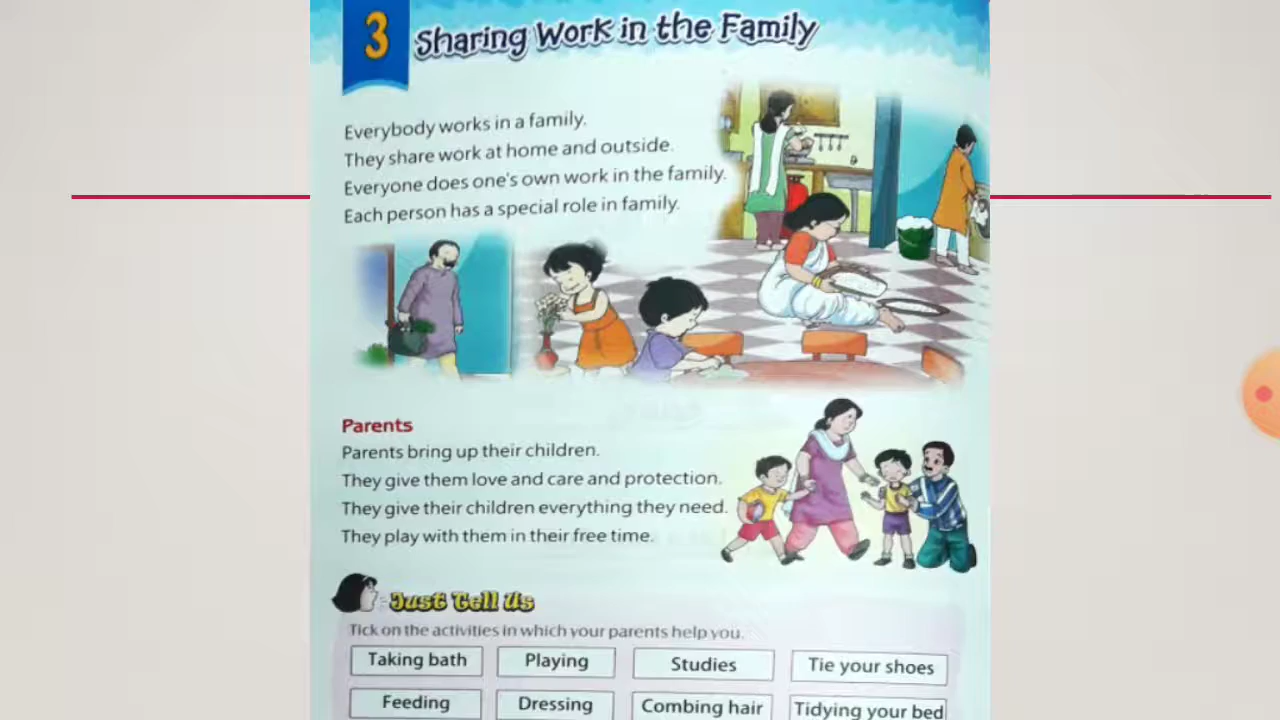 3
Sharing Work in the Family
Everybody works in a family.
They share work at home and outside.
Everyone does one's own work in the family.
Each person has a special role in family.
Parents
Parents bring up their children.
They give them love and care and protection.
They give their children everything they need.
They play with them in their free time.
Just Tell Us
Tick on the activities in which your parents help you.
Taking bath
Playing
Studies
Tie your shoes
Feeding
Dressing
Combing hair
Tidying your bed